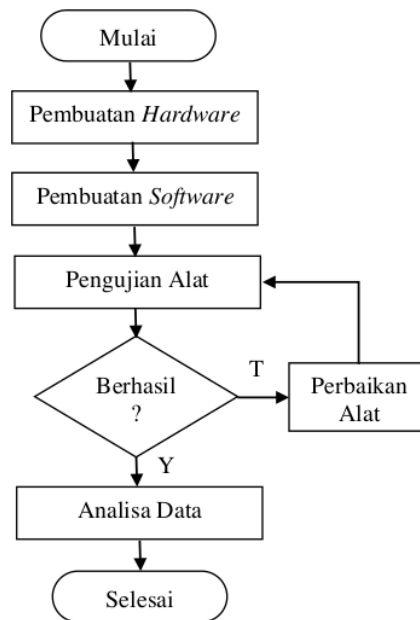 Mulai
Pembuatan Hardware
Pembuatan Software
Pengujian Alat
Berhasil
?
T
Perbaikan
Alat
Y
Analisa Data
Selesai